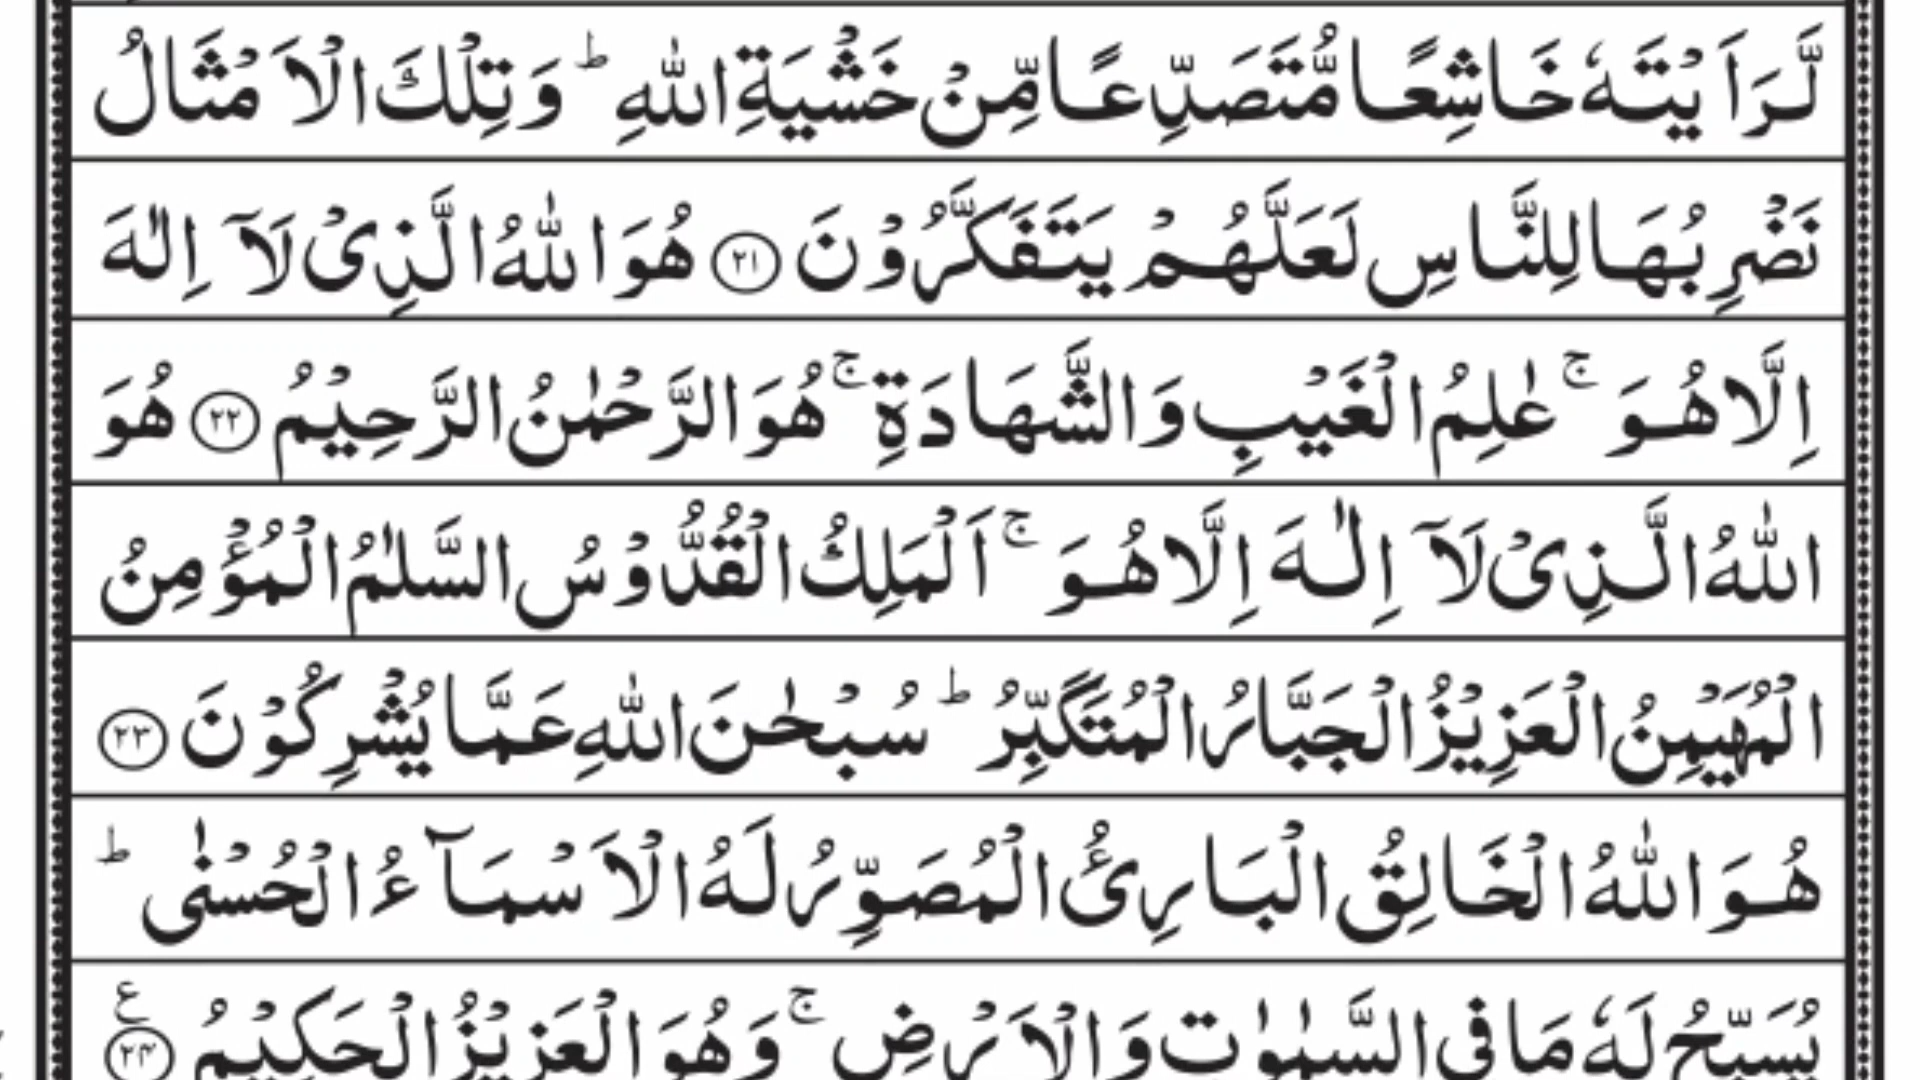 لَّرَاَيْتَهٗ خَاشِعًا مُّتَصَدِّعًا مِّنْ خَشْيَةِ اللّٰهِ ؕ وَتِلْكَ الْاَمْثَالُ
نَضْرِبُهَا لِلنَّاسِ لَعَلَّهُمْ يَتَفَكَّرُوْنَ ﴿۲۱﴾ هُوَ اللّٰهُ الَّذِىْ لَاۤ اِلٰهَ
اِلَّا هُوَ ۚ عٰلِمُ الْغَيْبِ وَالشَّهَادَةِ ۚ هُوَ الرَّحْمٰنُ الرَّحِيْمُ ﴿۲۲﴾ هُوَ
اللّٰهُ الَّذِىْ لَاۤ اِلٰهَ اِلَّا هُوَ ۚ اَلْمَلِكُ الْقُدُّوْسُ السَّلٰمُ الْمُؤْمِنُ
الْمُهَيْمِنُ الْعَزِيْزُ الْجَبَّارُ الْمُتَكَبِّرُ ؕ سُبْحٰنَ اللّٰهِ عَمَّا يُشْرِكُوْنَ ﴿۲۳﴾
هُوَ اللّٰهُ الْخَالِقُ الْبَارِئُ الْمُصَوِّرُ لَهُ الْاَسْمَآءُ الْحُسْنٰى ؕ
يُسَبِّحُ لَهٗ مَا فِى السَّمٰوٰتِ وَالْاَرْضِ ۚ وَهُوَ الْعَزِيْزُ الْحَكِيْمُ ﴿۲۴﴾ ع